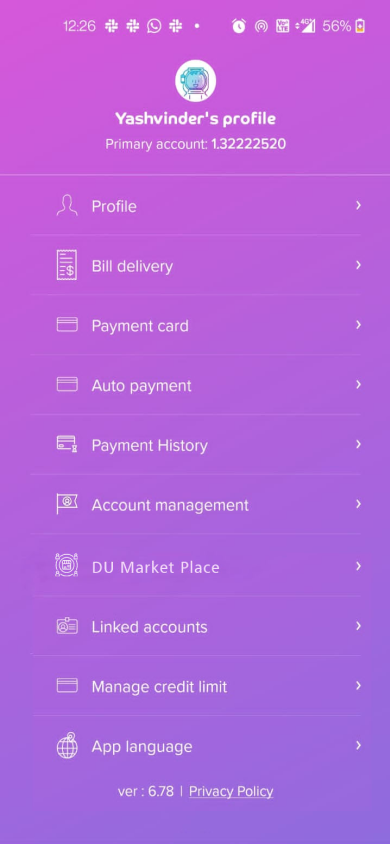 12:26 56%
Yashvinder's profile
Primary account: 1.32222520
Profile
Bill delivery
Payment card
Auto payment
Payment History
Account management
DU Market Place
Linked accounts
Manage credit limit
App language
ver : 6.78 | Privacy Policy